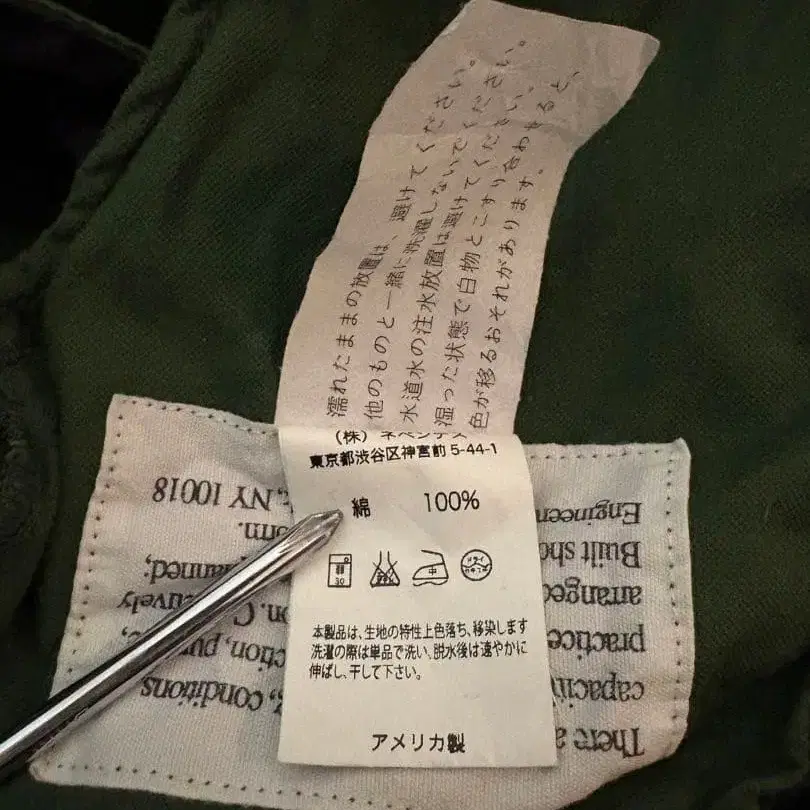 濡れたままの放置は、避けてください。
他のものと一緒に洗濯しないでください。
水道水の注水放置は避けてください。
湿った状態で白物とこすり合わせると、
色が移るおそれがあります。
(株) ネペンテス
東京都渋谷区神宮前 5-44-1
綿 100%
30
中
ドライ
本製品は、生地の特性上色落ち、移染します
洗濯の際は単品で洗い、脱水後は速やかに
伸ばし、干して下さい。
アメリカ製
There a
capacity
practice
arranged
Built
, Conditions
NY 10018